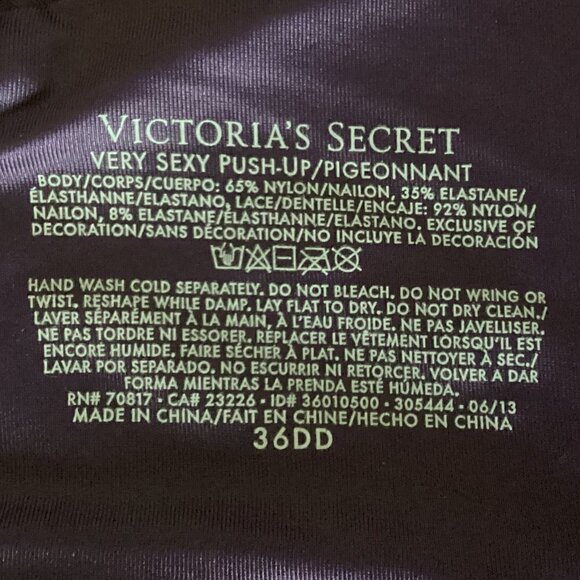 VICTORIA'S SECRET
VERY SEXY PUSH-UP/PIGEONNANT
BODY/CORPS/CUERPO: 65% NYLON/NAILON, 35% ELASTANE/
ÉLASTHANNE/ELASTANO, LACE/DENTELLE/ENCAJE: 92% NYLON/
NAILON, 8% ELASTANE/ÉLASTHANNE/ELASTANO. EXCLUSIVE OF
DECORATION/SANS DÉCORATION/NO INCLUYE LA DECORACIÓN
HAND WASH COLD SEPARATELY. DO NOT BLEACH. DO NOT WRING OR
TWIST. RESHAPE WHILE DAMP. LAY FLAT TO DRY. DO NOT DRY CLEAN./
LAVER SÉPARÉMENT À LA MAIN, À L'EAU FROIDE. NE PAS JAVELLISER.
NE PAS TORDRE NI ESSORER. REPLACER LE VÊTEMENT LORSQU'IL EST
ENCORE HUMIDE. FAIRE SÉCHER À PLAT. NE PAS NETTOYER À SEC./
LAVAR POR SEPARADO. NO ESCURRIR NI RETORCER. VOLVER A DAR
FORMA MIENTRAS LA PRENDA ESTÉ HÚMEDA.
RN# 70817 • CA# 23226 • ID# 36010500 • 305444 • 06/13
MADE IN CHINA/FAIT EN CHINE/HECHO EN CHINA
36DD